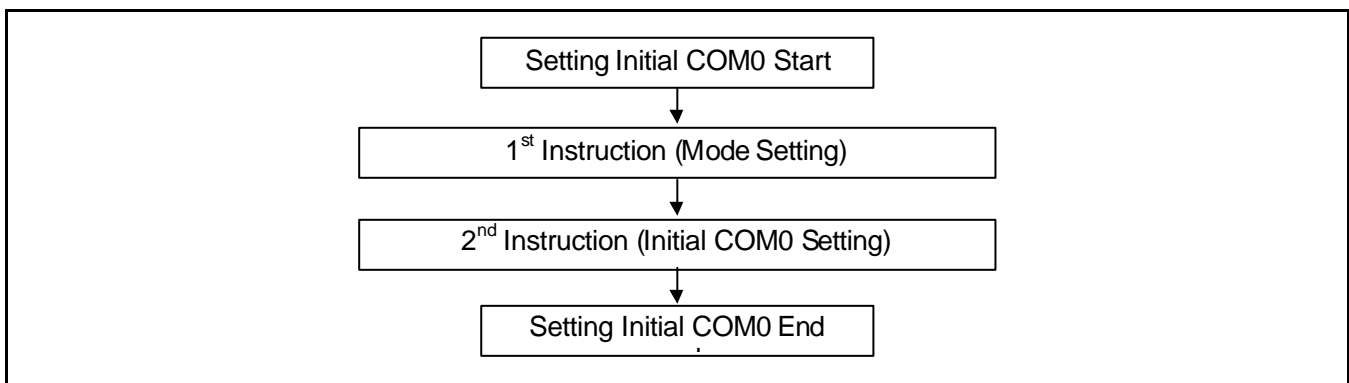 Setting Initial COM0 Start
1st Instruction (Mode Setting)
2nd Instruction (Initial COM0 Setting)
Setting Initial COM0 End